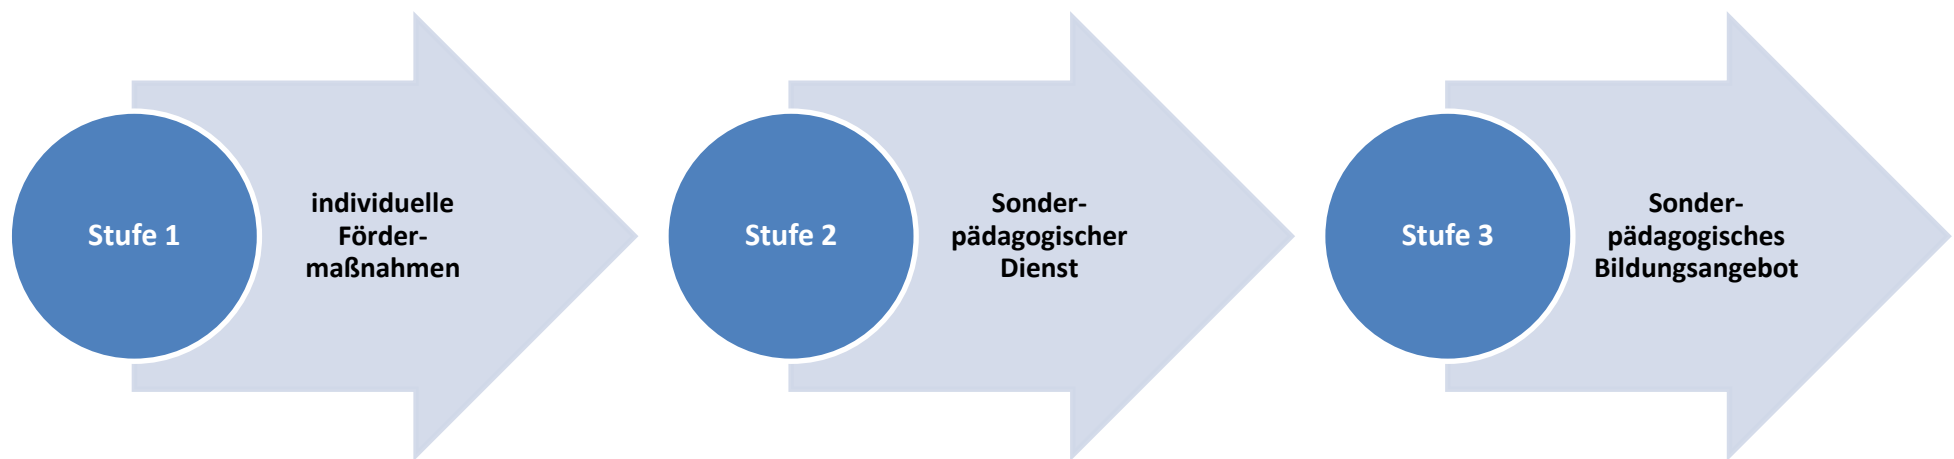 Stufe 1
individuelle
Förder-
maßnahmen
Stufe 2
Sonder-
pädagogischer
Dienst
Stufe 3
Sonder-
pädagogisches
Bildungsangebot